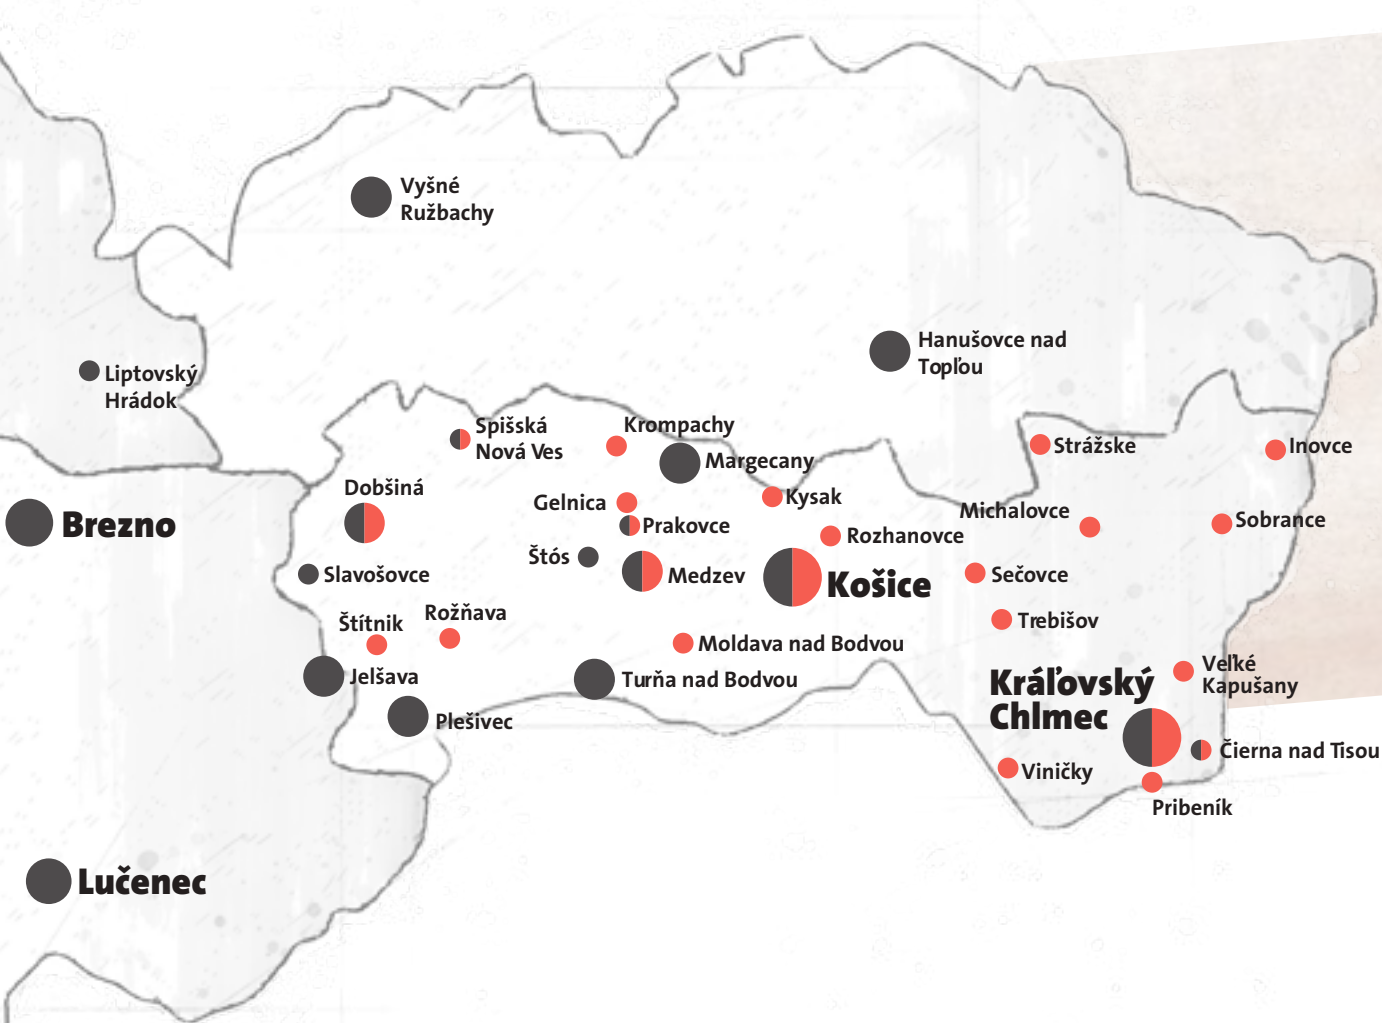 Vyšné
Ružbachy
Hanušovce nad
Topľou
Liptovský
Hrádok
Spišská
Nová Ves
Krompachy
Margecany
Strážske
Inovce
Dobšiná
Gelnica
Kysak
Michalovce
Brezno
Prakovce
Rozhanovce
Sobrance
Štós
Slavošovce
Medzev
Košice
Sečovce
Štítnik
Rožňava
Trebišov
Moldava nad Bodvou
Jelšava
Turňa nad Bodvou
Veľké
Kapušany
Kráľovský
Chlmec
Plešivec
Čierna nad Tisou
Viničky
Pribeník
Lučenec